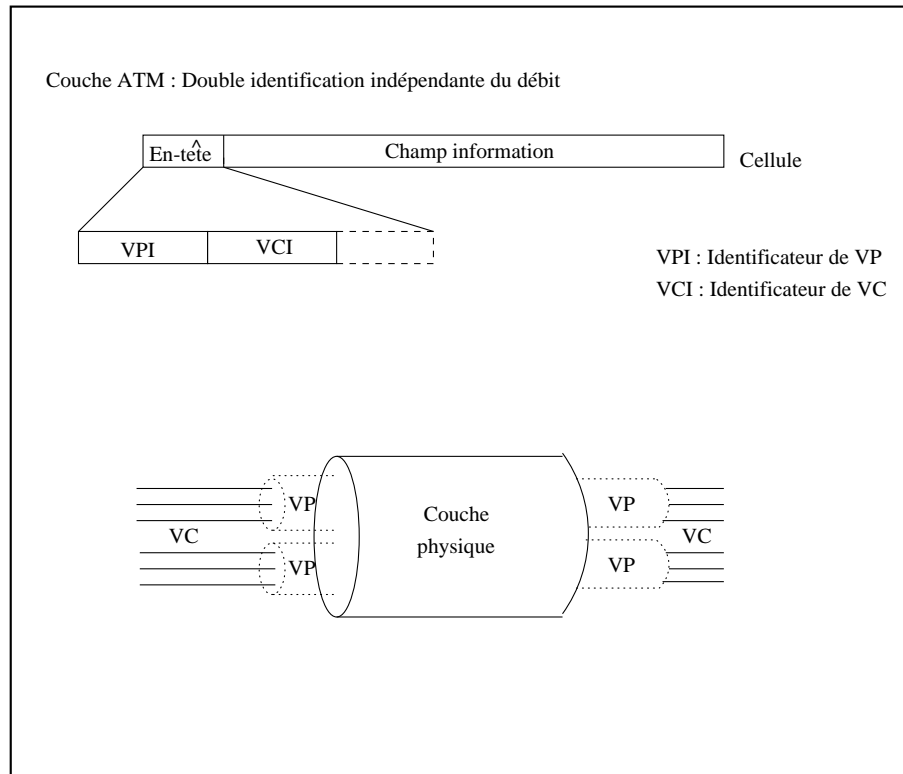 Couche ATM : Double identification indépendante du débit
En-tête
Champ information
Cellule
VPI
VCI
VPI : Identificateur de VP
VCI : Identificateur de VC
VP
VP
VC
Couche
physique
VC
VP
VP